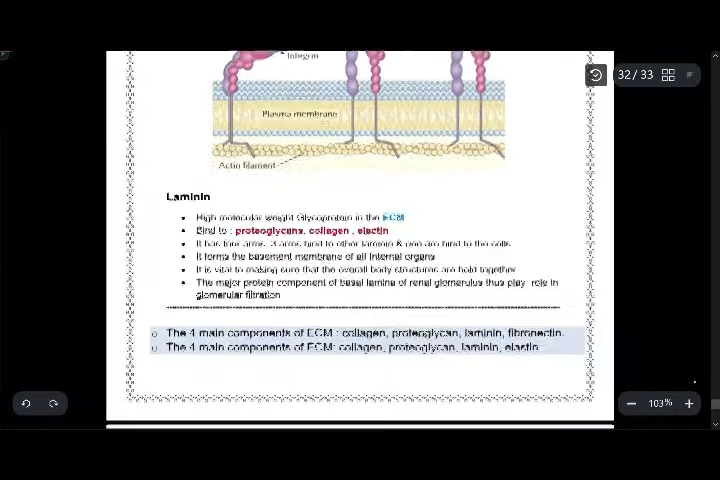 Integrin
32 / 33
Plasma membrane
Actin filament
Laminin
• High molecular weight Glycoprotein in the ECM
• Bind to : proteoglycans, collagen , elastin
• It has four arms. 3 arms bind to other laminin & one arm bind to the cells
• It forms the basement membrane of all Internal organs
• It is vital to making sure that the overall body structures are hold together
• The major protein component of basal lamina of renal glomerulus thus play role in
glomerular filtration
o The 4 main components of ECM : collagen, proteoglycan, laminin, fibronectin.
o The 4 main components of ECM: collagen, proteoglycan, laminin, elastin
103%